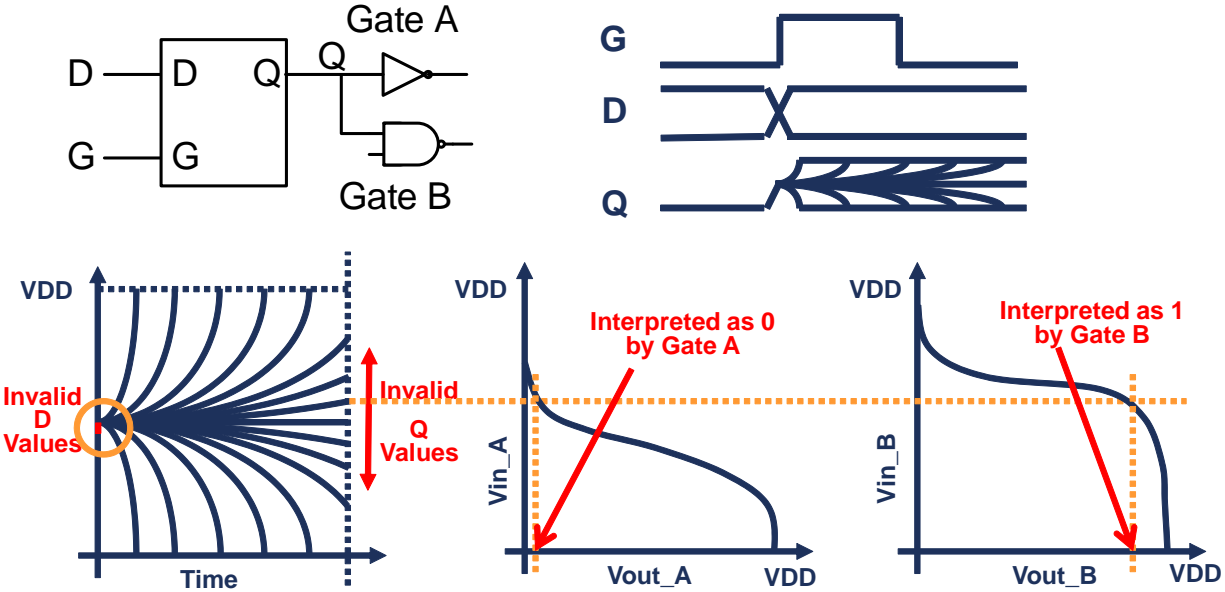 Gate A
D
D
Q
Q
G
G
Gate B
G
D
Q
VDD
Invalid
D
Values
Invalid
Q
Values
Time
VDD
Interpreted as 0
by Gate A
Vin_A
Vout_A
VDD
VDD
Interpreted as 1
by Gate B
Vin_B
Vout_B
VDD